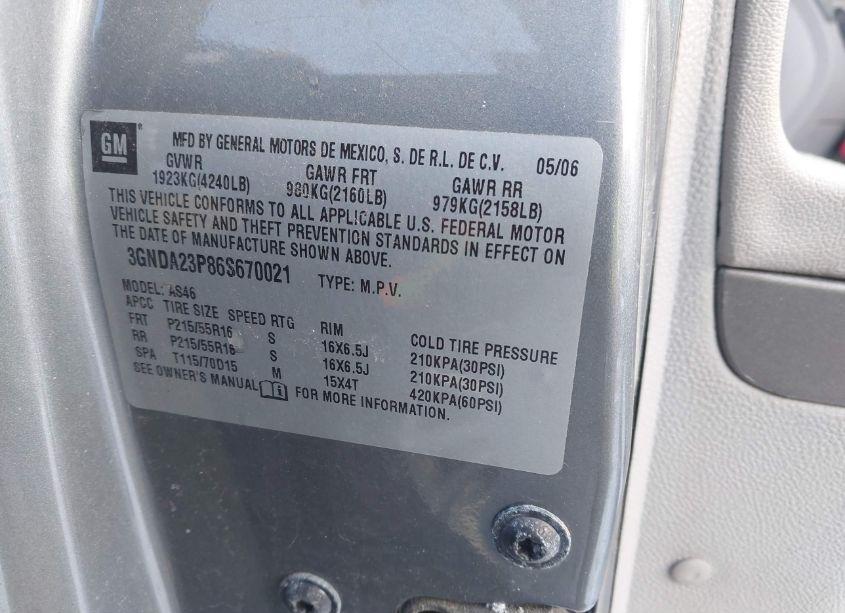 GM ® MFD BY GENERAL MOTORS DE MEXICO, S. DE R.L. DE C.V. 05/06
GVWR GAWR FRT GAWR RR
1923KG(4240LB) 980KG(2160LB) 979KG(2158LB)
THIS VEHICLE CONFORMS TO ALL APPLICABLE U.S. FEDERAL MOTOR
VEHICLE SAFETY AND THEFT PREVENTION STANDARDS IN EFFECT ON
THE DATE OF MANUFACTURE SHOWN ABOVE.
3GNDA23P86S670021 TYPE: M.P.V.
MODEL: AS46
APCC TIRE SIZE SPEED RTG RIM COLD TIRE PRESSURE
FRT P215/55R16 S 16X6.5J 210KPA(30PSI)
RR P215/55R16 S 16X6.5J 210KPA(30PSI)
SPA T115/70D15 M 15X4T 420KPA(60PSI)
SEE OWNER'S MANUAL FOR MORE INFORMATION.